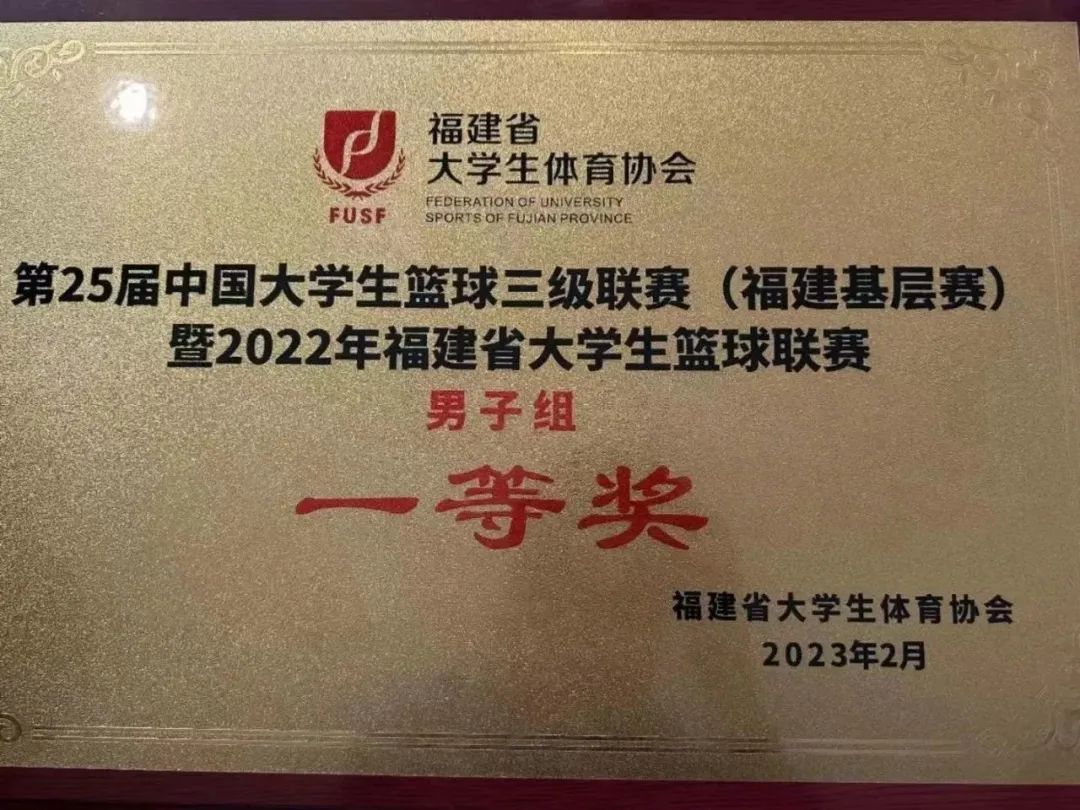 福建省
大学生体育协会
FEDERATION OF UNIVERSITY
SPORTS OF FUJIAN PROVINCE
FUSF
第25届中国大学生篮球三级联赛（福建基层赛）
暨2022年福建省大学生篮球联赛
男子组
一等奖
福建省大学生体育协会
2023年2月